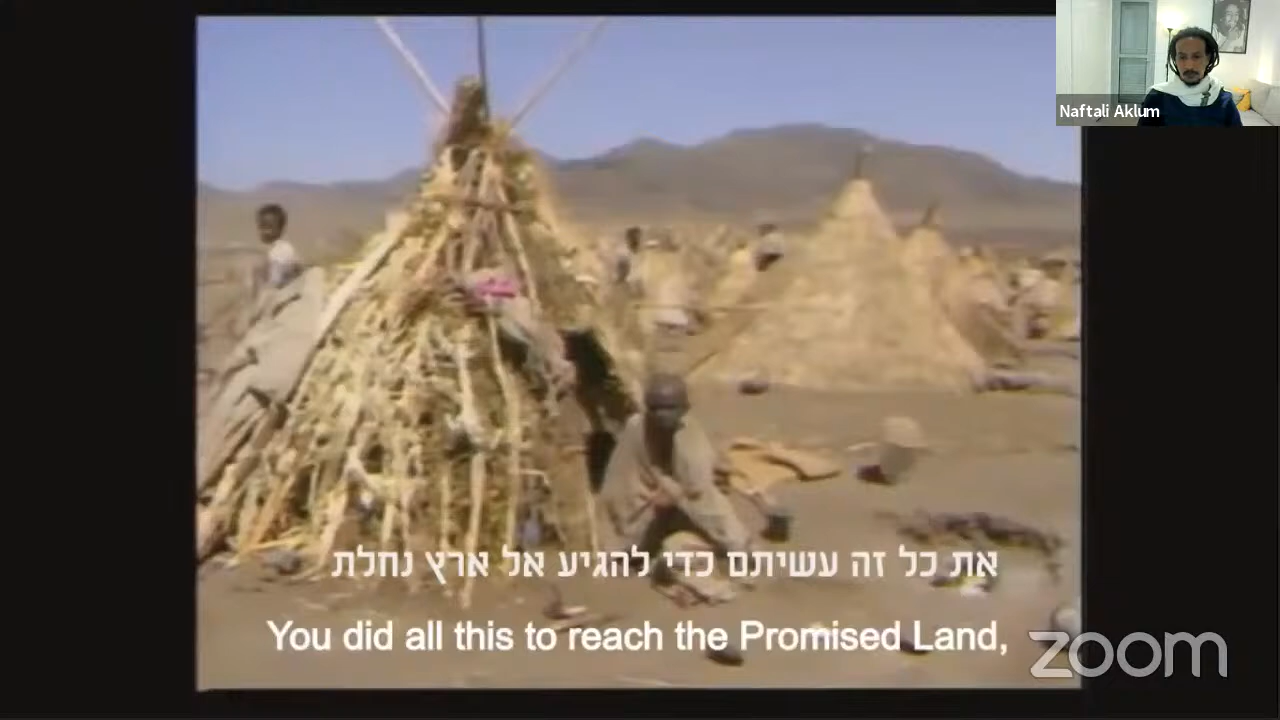 Naftali Aklum
את כל זה עשיתם כדי להגיע אל ארץ נחלת
You did all this to reach the Promised Land,
zoom